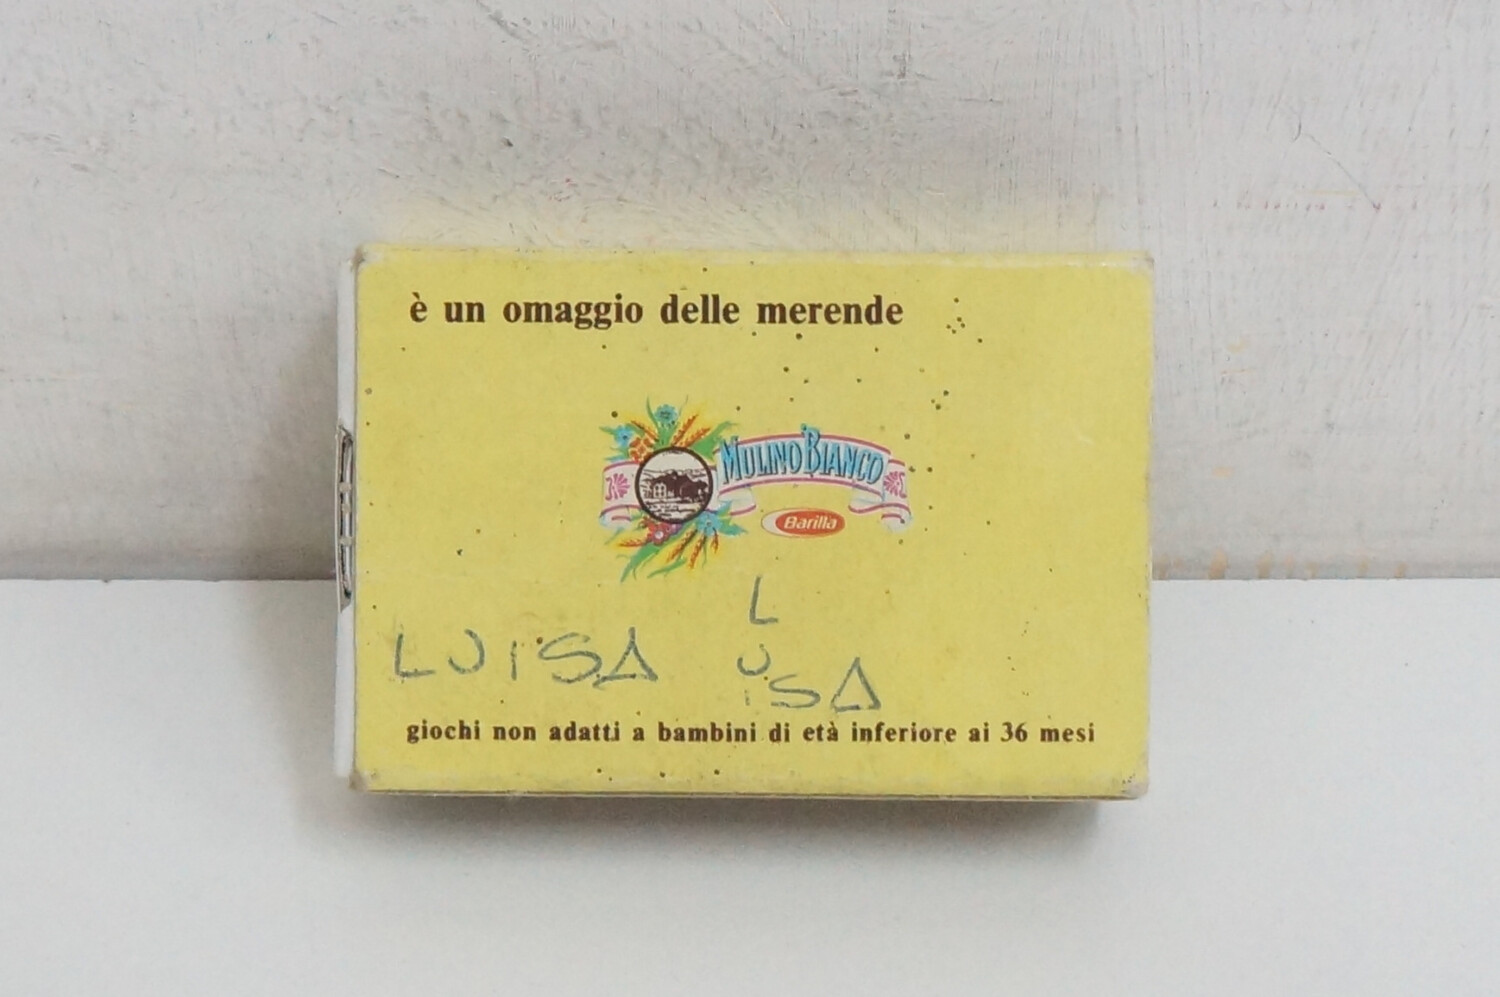 è un omaggio delle merende
MULINO BIANCO
Barilla
LUISA
L
U
iSA
giochi non adatti a bambini di età inferiore ai 36 mesi